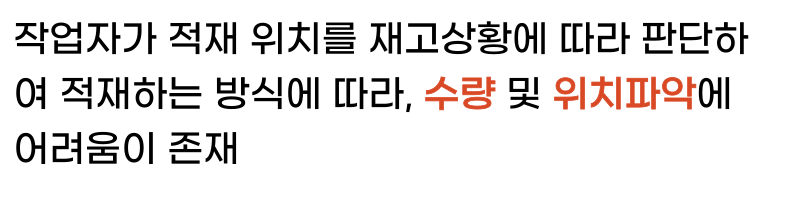 작업자가 적재 위치를 재고상황에 따라 판단하
여 적재하는 방식에 따라, 수량 및 위치파악에
어려움이 존재